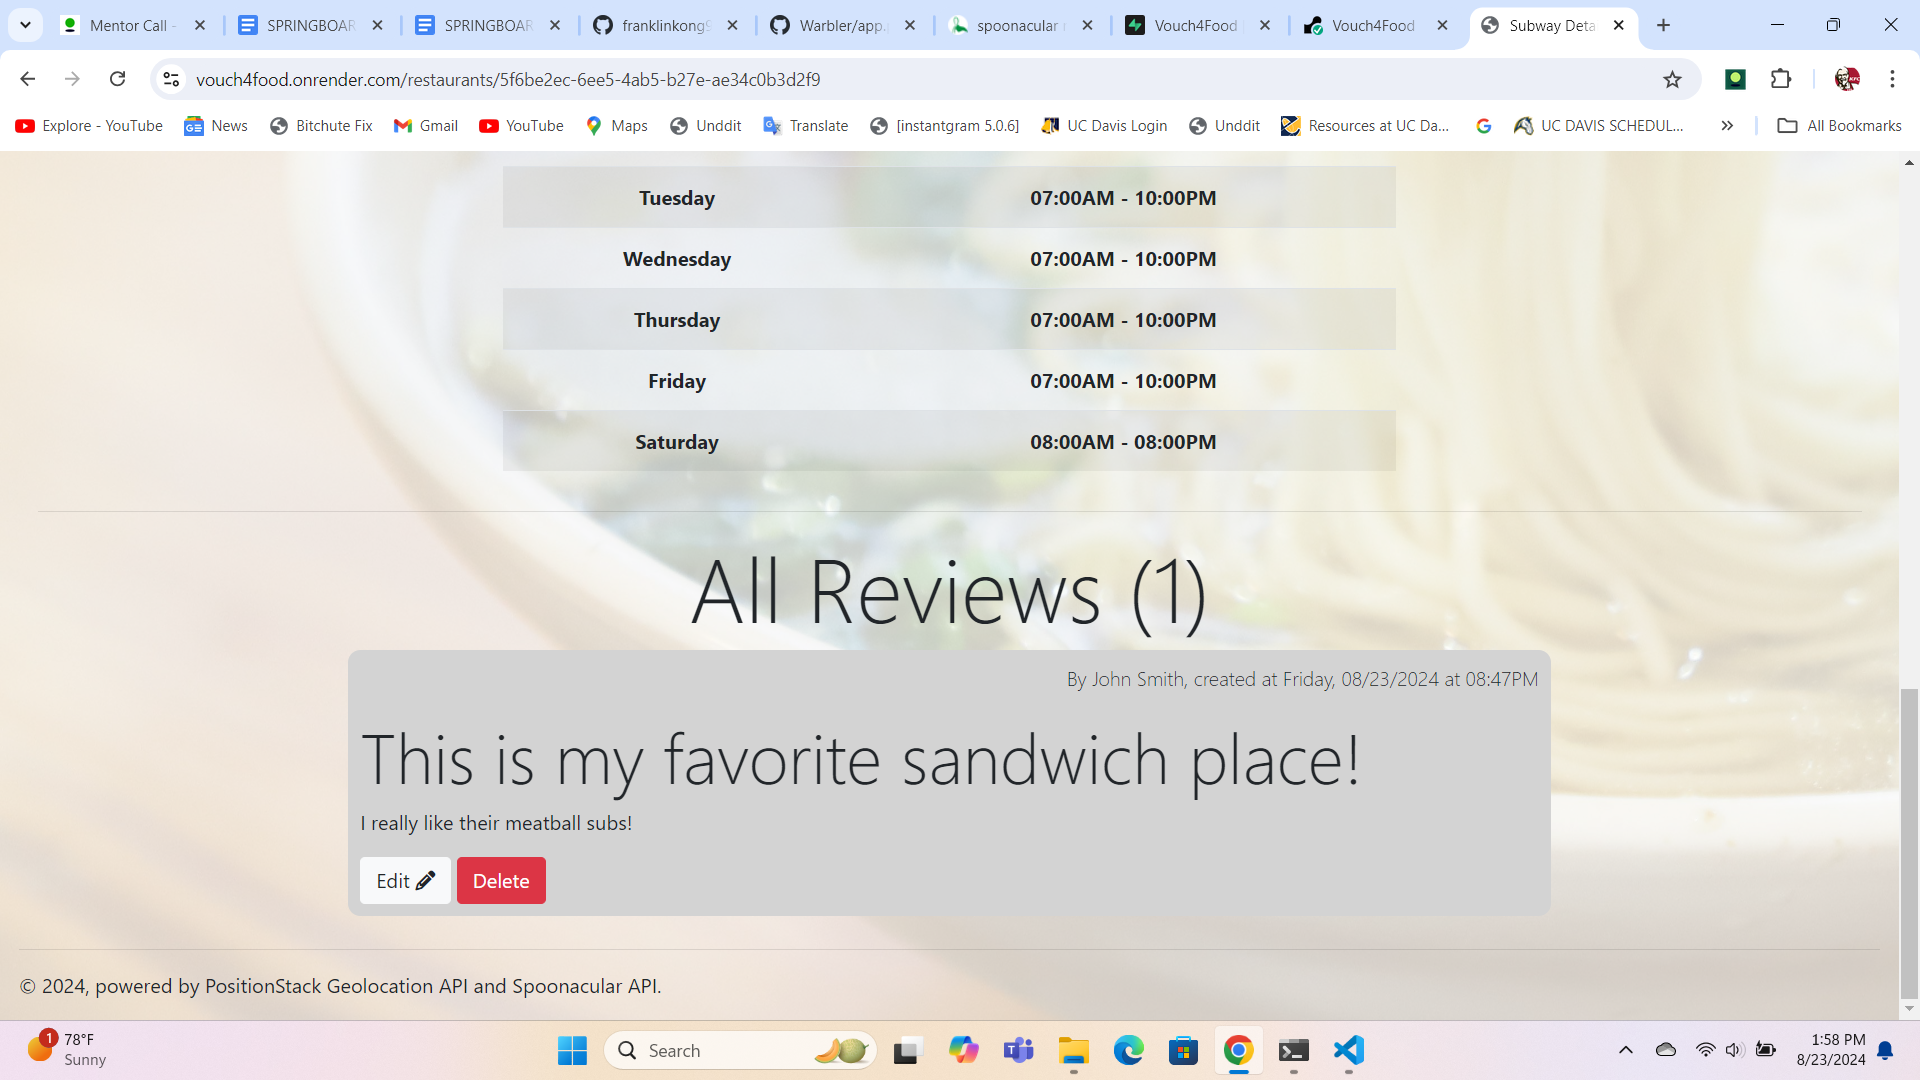 Mentor Call -
SPRINGBOAR
SPRINGBOAR
franklinkong9
Warbler/app.
spoonacular
Vouch4Food
Vouch4Food
Subway Deta
vouch4food.onrender.com/restaurants/5f6be2ec-6ee5-4ab5-b27e-ae34c0b3d2f9
Explore - YouTube
News
Bitchute Fix
Gmail
YouTube
Maps
Unddit
Translate
[instantgram 5.0.6]
UC Davis Login
Unddit
Resources at UC Da...
UC DAVIS SCHEDUL...
All Bookmarks
Tuesday 07:00AM - 10:00PM
Wednesday 07:00AM - 10:00PM
Thursday 07:00AM - 10:00PM
Friday 07:00AM - 10:00PM
Saturday 08:00AM - 08:00PM
All Reviews (1)
By John Smith, created at Friday, 08/23/2024 at 08:47PM
This is my favorite sandwich place!
I really like their meatball subs!
Edit
Delete
© 2024, powered by PositionStack Geolocation API and Spoonacular API.
1
78°F
Sunny
Search
1:58 PM
8/23/2024